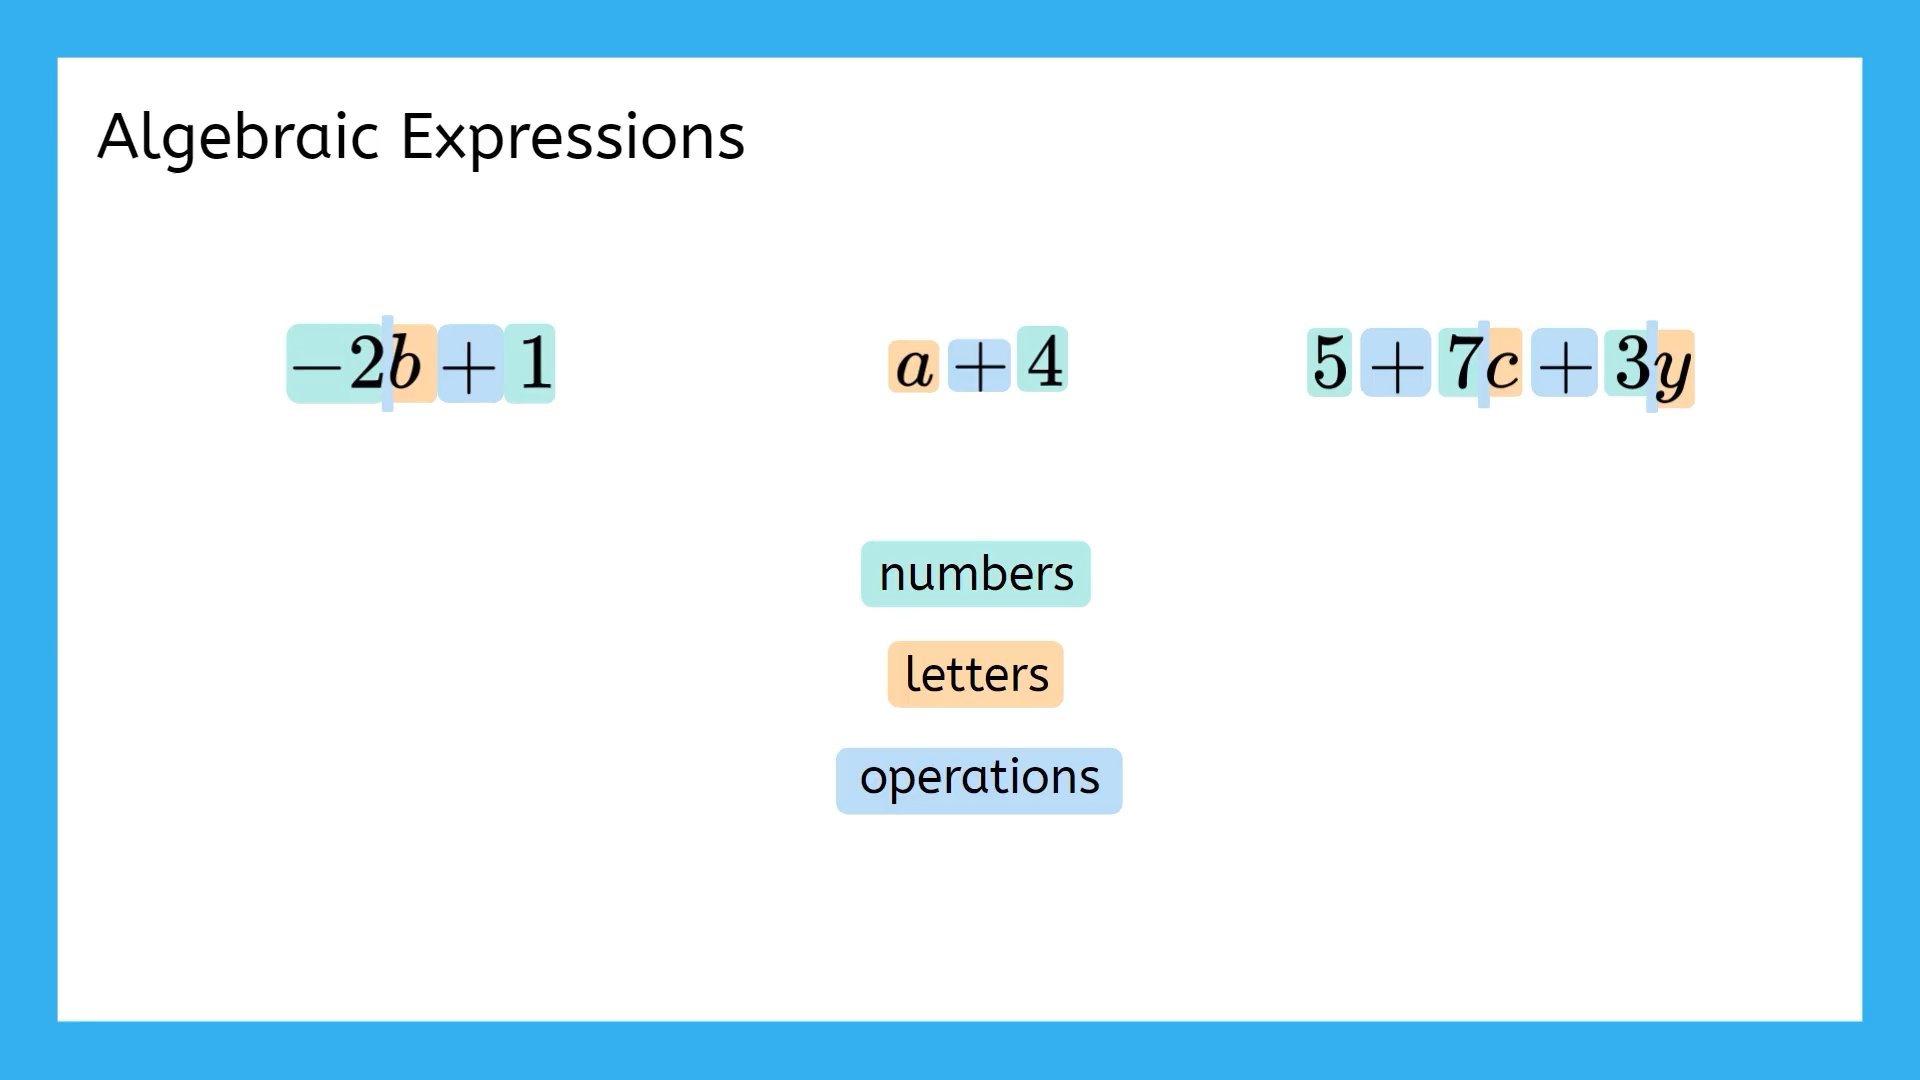 Algebraic Expressions
−2b + 1
a + 4
5 + 7c + 3y
numbers
letters
operations